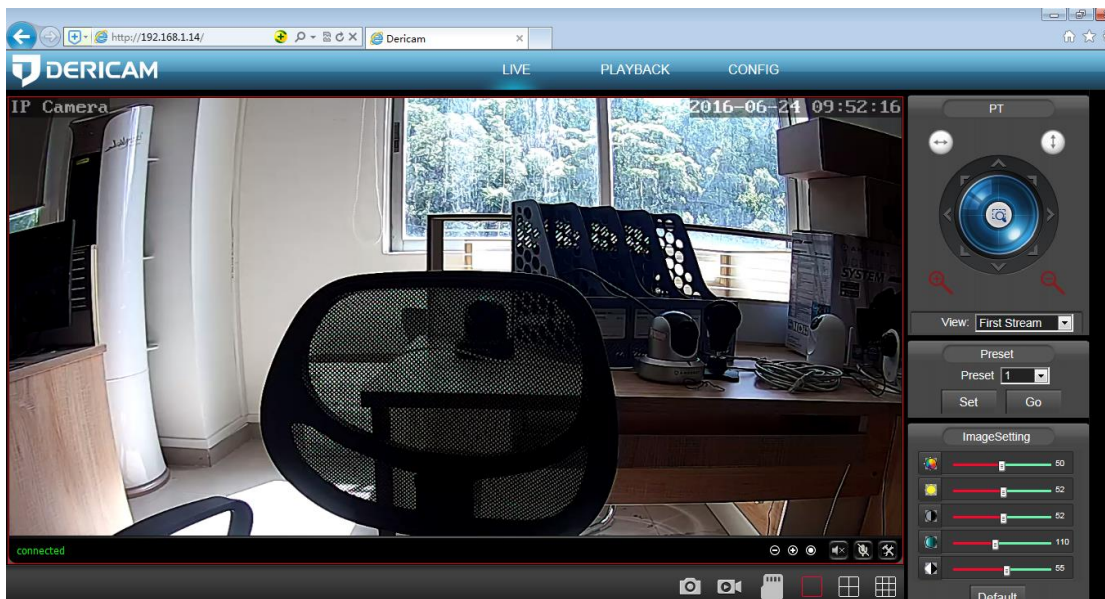 http://192.168.1.14/
Dericam
DERICAM
LIVE
PLAYBACK
CONFIG
IP Camera
2016-06-24 09:52:16
PT
SYSTEM
View: First Stream
Preset
Preset 1
Set
Go
ImageSetting
50
52
52
110
55
Default
connected